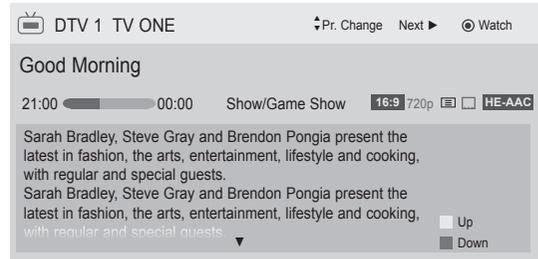 DTV 1 TV ONE Pr. Change Next ► Watch
Good Morning
21:00 00:00 Show/Game Show 16:9 720p HE-AAC
Sarah Bradley, Steve Gray and Brendon Pongia present the
latest in fashion, the arts, entertainment, lifestyle and cooking,
with regular and special guests.
Sarah Bradley, Steve Gray and Brendon Pongia present the
latest in fashion, the arts, entertainment, lifestyle and cooking,
with regular and special guests.
Up
Down